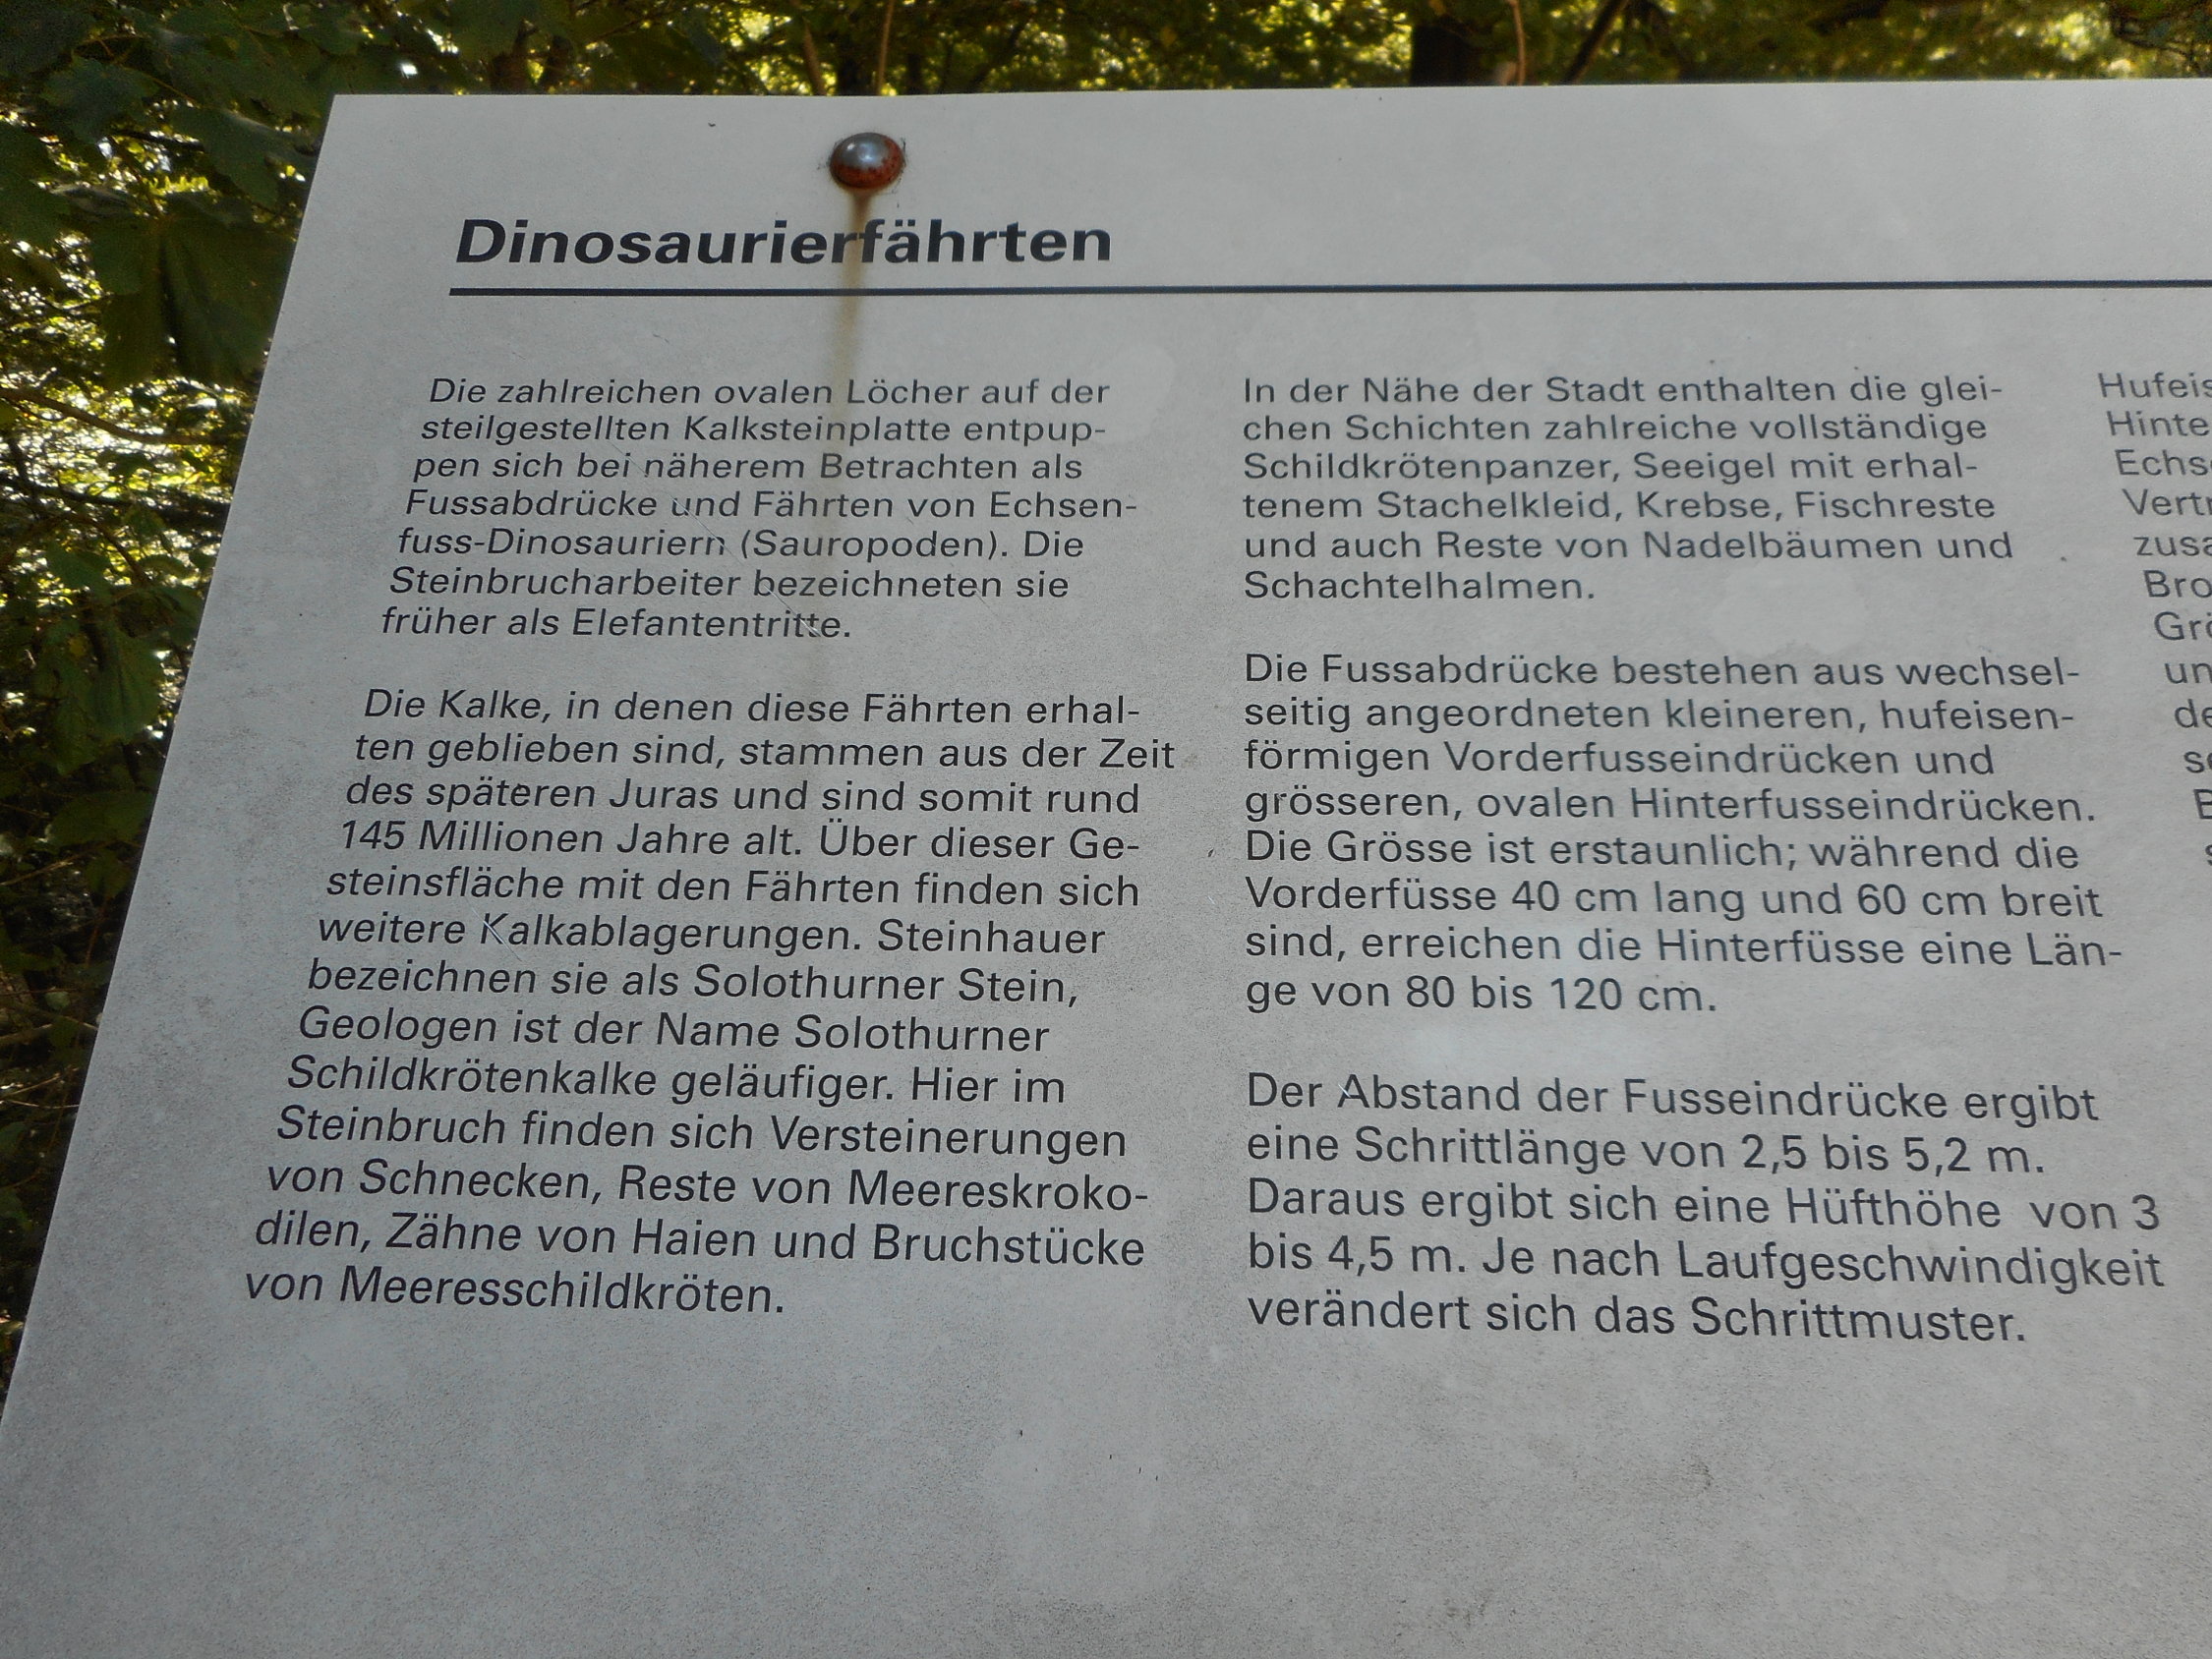 Dinosaurierfährten
Die zahlreichen ovalen Löcher auf der
steilgestellten Kalksteinplatte entpup-
pen sich bei näherem Betrachten als
Fussabdrücke und Fährten von Echsen-
fuss-Dinosauriern (Sauropoden). Die
Steinbrucharbeiter bezeichneten sie
früher als Elefantentritte.
Die Kalke, in denen diese Fährten erhal-
ten geblieben sind, stammen aus der Zeit
des späteren Juras und sind somit rund
145 Millionen Jahre alt. Über dieser Ge-
steinsfläche mit den Fährten finden sich
weitere Kalkablagerungen. Steinhauer
bezeichnen sie als Solothurner Stein,
Geologen ist der Name Solothurner
Schildkrötenkalke geläufiger. Hier im
Steinbruch finden sich Versteinerungen
von Schnecken, Reste von Meereskroko-
dilen, Zähne von Haien und Bruchstücke
von Meeresschildkröten.
In der Nähe der Stadt enthalten die glei-
chen Schichten zahlreiche vollständige
Schildkrötenpanzer, Seeigel mit erhal-
tenem Stachelkleid, Krebse, Fischreste
und auch Reste von Nadelbäumen und
Schachtelhalmen.
Die Fussabdrücke bestehen aus wechsel-
seitig angeordneten kleineren, hufeisen-
förmigen Vorderfusseindrücken und
grösseren, ovalen Hinterfusseindrücken.
Die Grösse ist erstaunlich; während die
Vorderfüsse 40 cm lang und 60 cm breit
sind, erreichen die Hinterfüsse eine Län-
ge von 80 bis 120 cm.
Der Abstand der Fusseindrücke ergibt
eine Schrittlänge von 2,5 bis 5,2 m.
Daraus ergibt sich eine Hüfthöhe von 3
bis 4,5 m. Je nach Laufgeschwindigkeit
verändert sich das Schrittmuster.